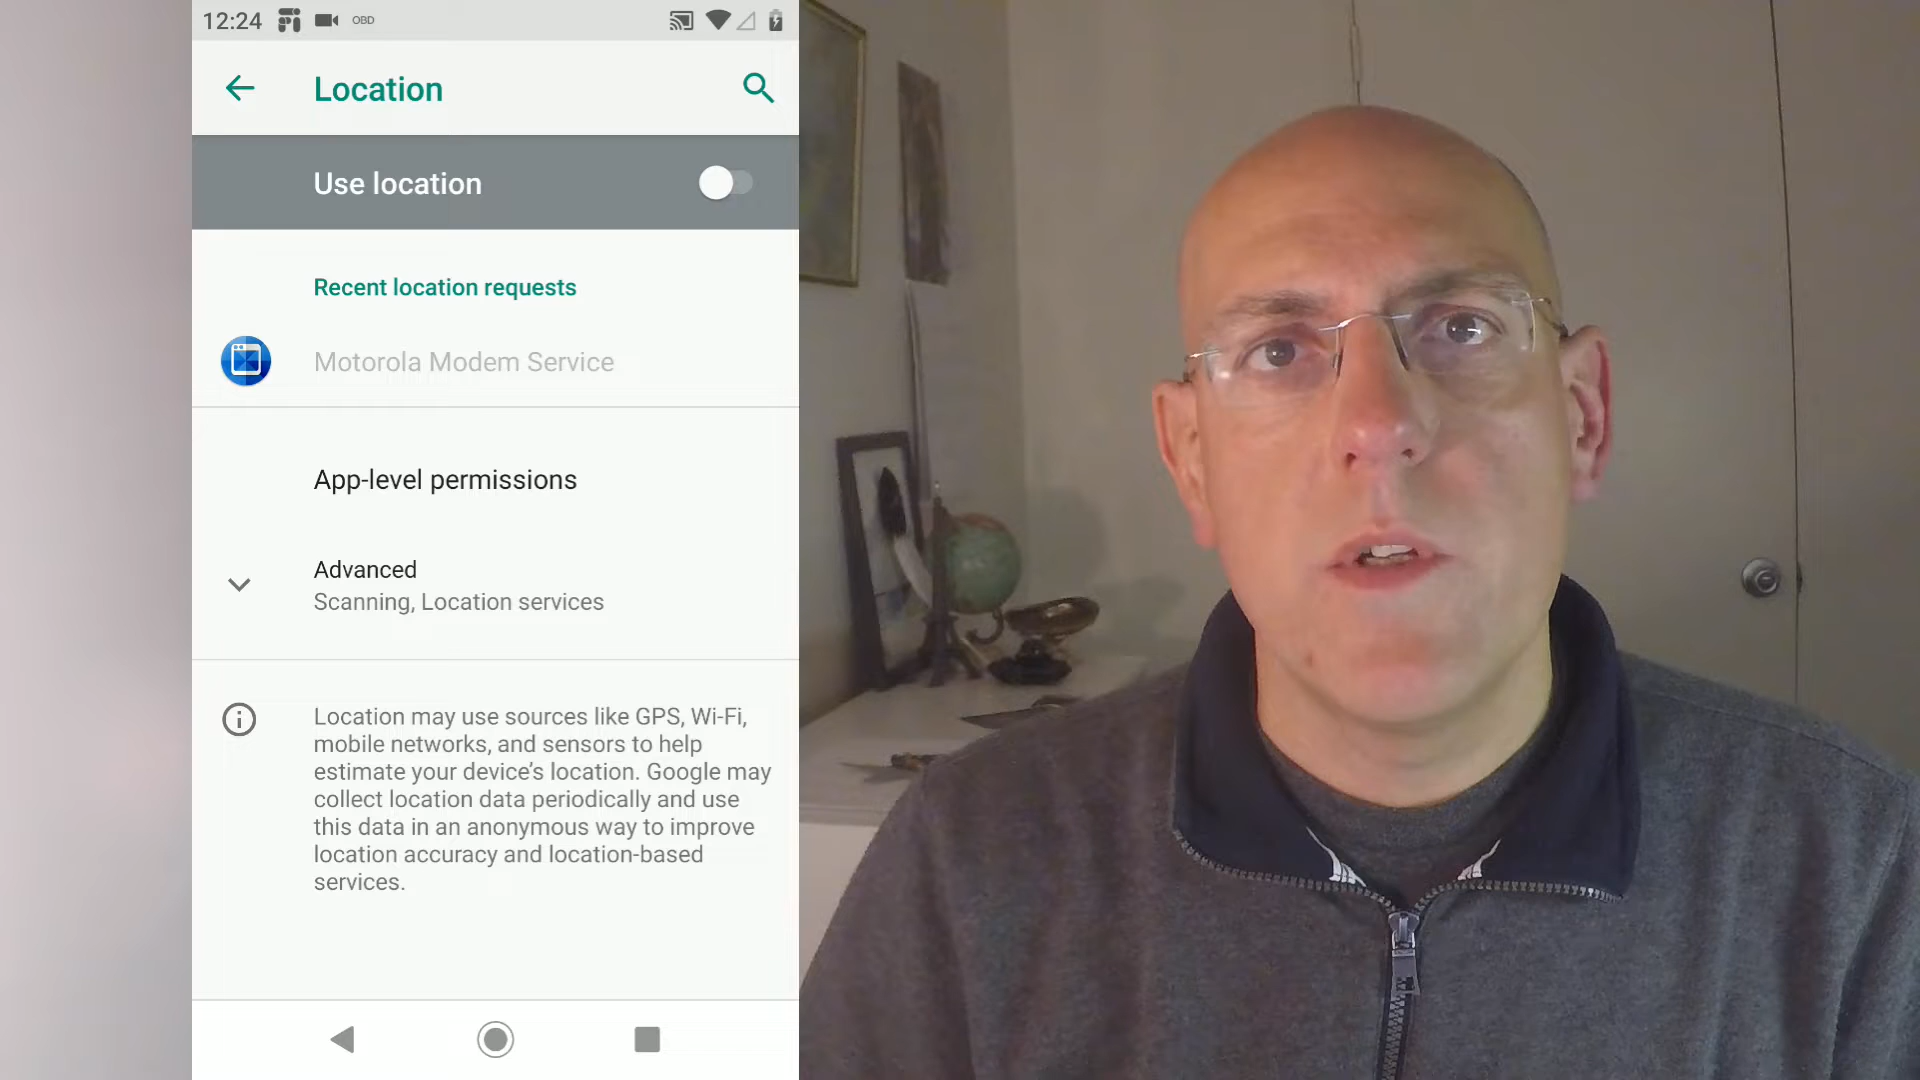 12:24 OBD
Location
Use location
Recent location requests
Motorola Modem Service
App-level permissions
Advanced
Scanning, Location services
Location may use sources like GPS, Wi-Fi,
mobile networks, and sensors to help
estimate your device's location. Google may
collect location data periodically and use
this data in an anonymous way to improve
location accuracy and location-based
services.